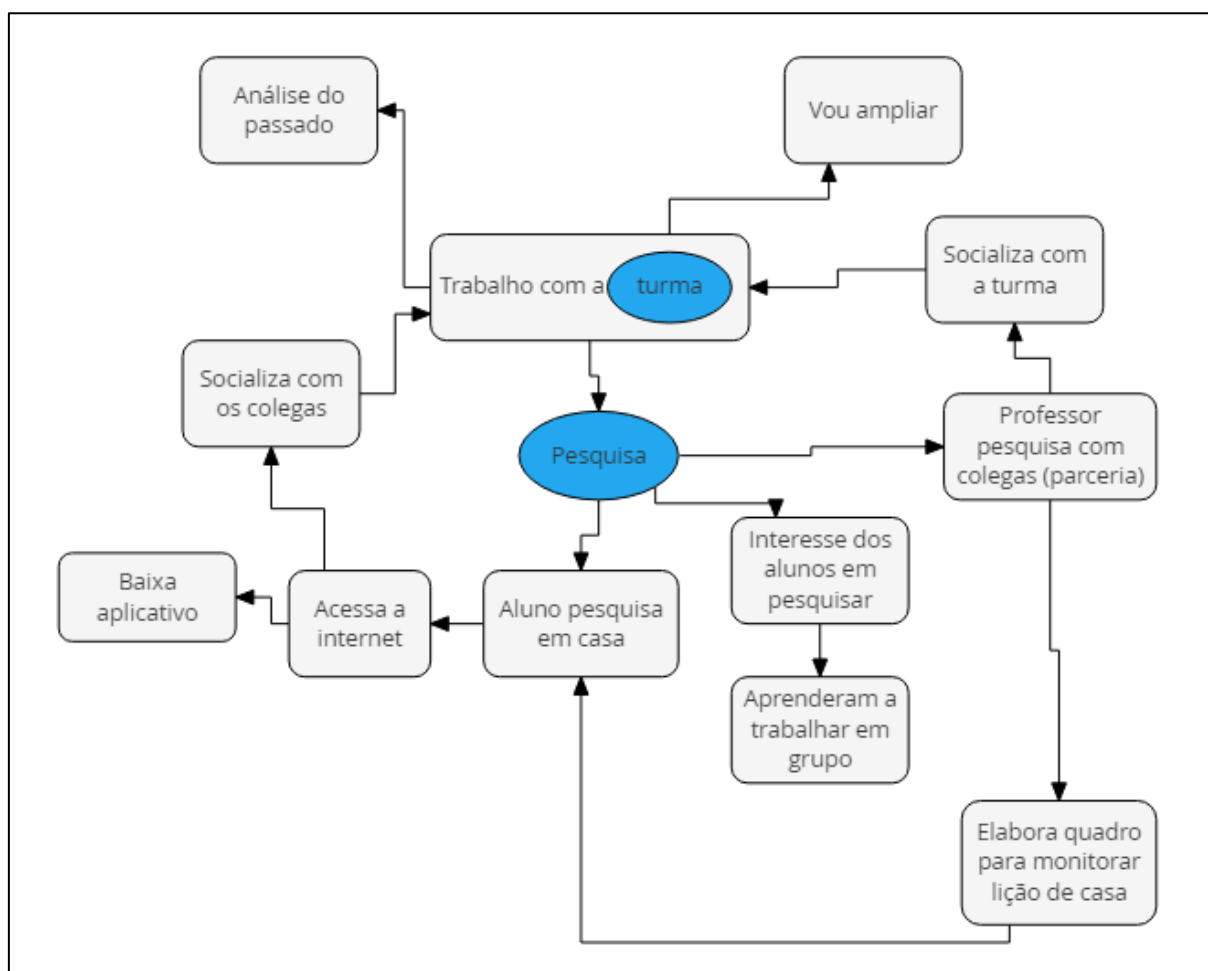 Análise do
passado
Vou ampliar
Trabalho com a turma
Socializa com
a turma
Socializa com
os colegas
Pesquisa
Professor
pesquisa com
colegas (parceria)
Interesse dos
alunos em
pesquisar
Baixa
aplicativo
Acessa a
internet
Aluno pesquisa
em casa
Aprenderam a
trabalhar em
grupo
Elabora quadro
para monitorar
lição de casa